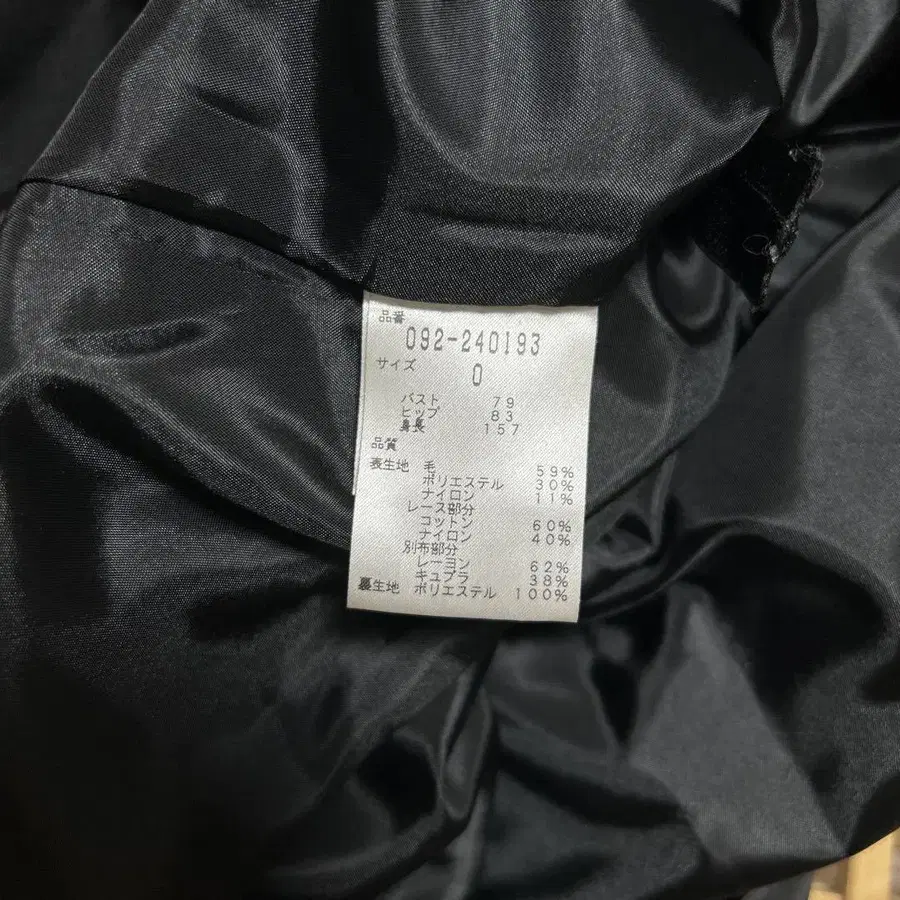 品番
092-240193
サイズ
0
バスト 79
ヒップ 83
身長 157
品質
表生地 毛 59%
ポリエステル 30%
ナイロン 11%
レース部分
コットン 60%
ナイロン 40%
別布部分
レーヨン 62%
キュプラ 38%
裏生地 ポリエステル 100%